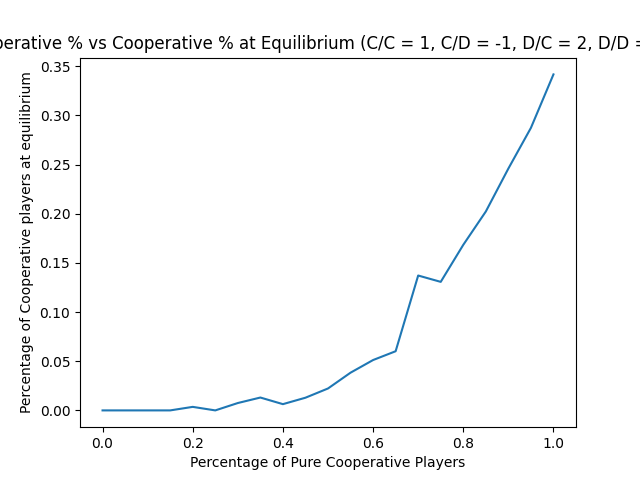 perative % vs Cooperative % at Equilibrium (C/C = 1, C/D = -1, D/C = 2, D/D =
0.35
0.30
0.25
0.20
0.15
0.10
0.05
0.00
Percentage of Cooperative players at equilibrium
0.0 0.2 0.4 0.6 0.8 1.0
Percentage of Pure Cooperative Players